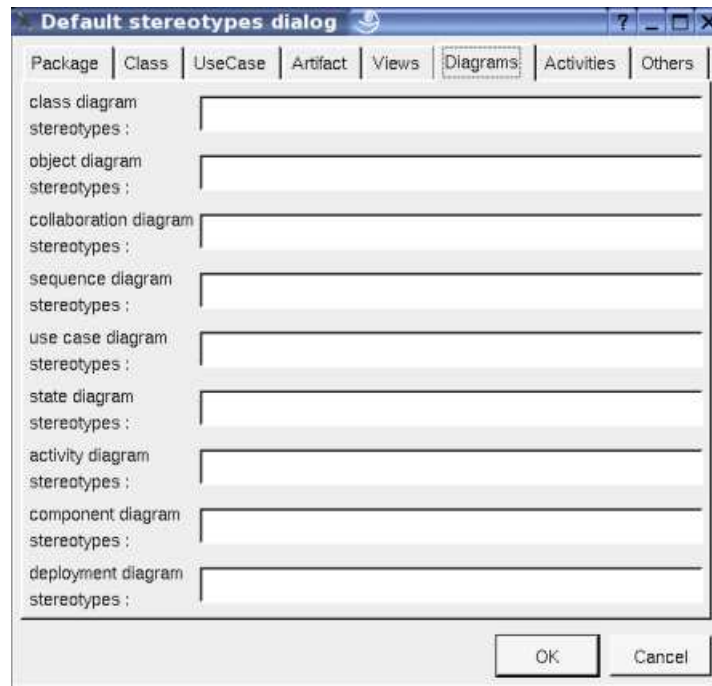 Default stereotypes dialog ? _ □ X
Package Class UseCase Artifact Views Diagrams Activities Others
class diagram
stereotypes :
object diagram
stereotypes :
collaboration diagram
stereotypes :
sequence diagram
stereotypes :
use case diagram
stereotypes :
state diagram
stereotypes :
activity diagram
stereotypes :
component diagram
stereotypes :
deployment diagram
stereotypes :
OK Cancel